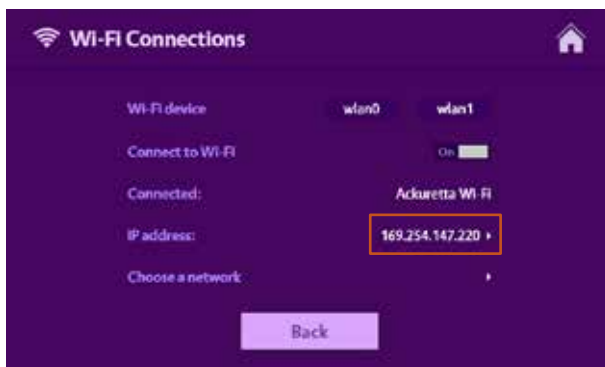 Wi-Fi Connections
Wi-Fi device wlan0 wlan1
Connect to Wi-Fi On
Connected: Ackuretta Wi-Fi
IP address: 169.254.147.220
Choose a network
Back